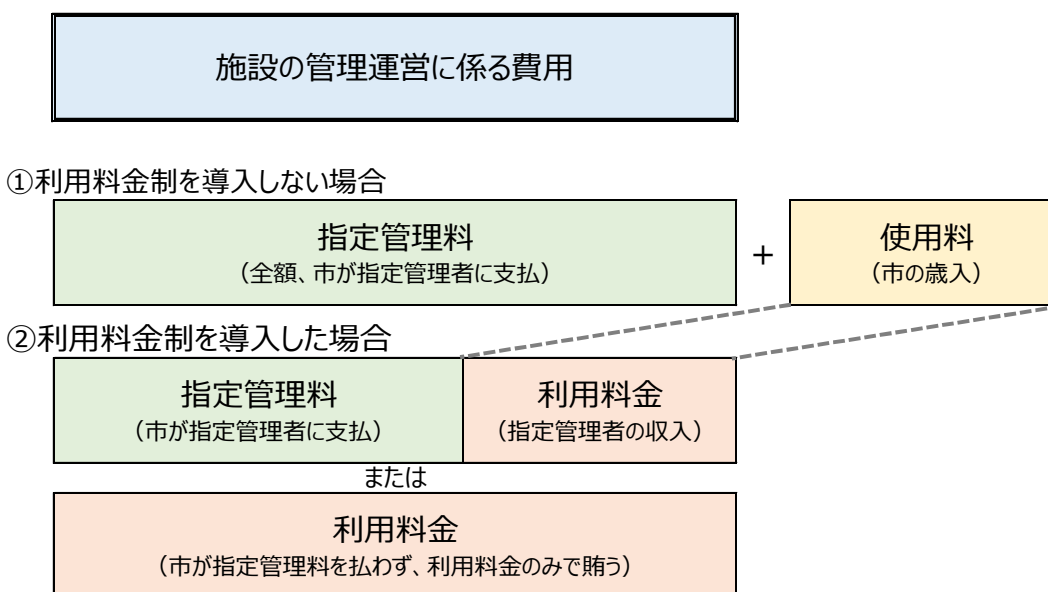 施設の管理運営に係る費用
①利用料金制を導入しない場合
指定管理料
（全額、市が指定管理者に支払）
+
使用料
（市の歳入）
②利用料金制を導入した場合
指定管理料
（市が指定管理者に支払）
利用料金
（指定管理者の収入）
または
利用料金
（市が指定管理料を払わず、利用料金のみで賄う）